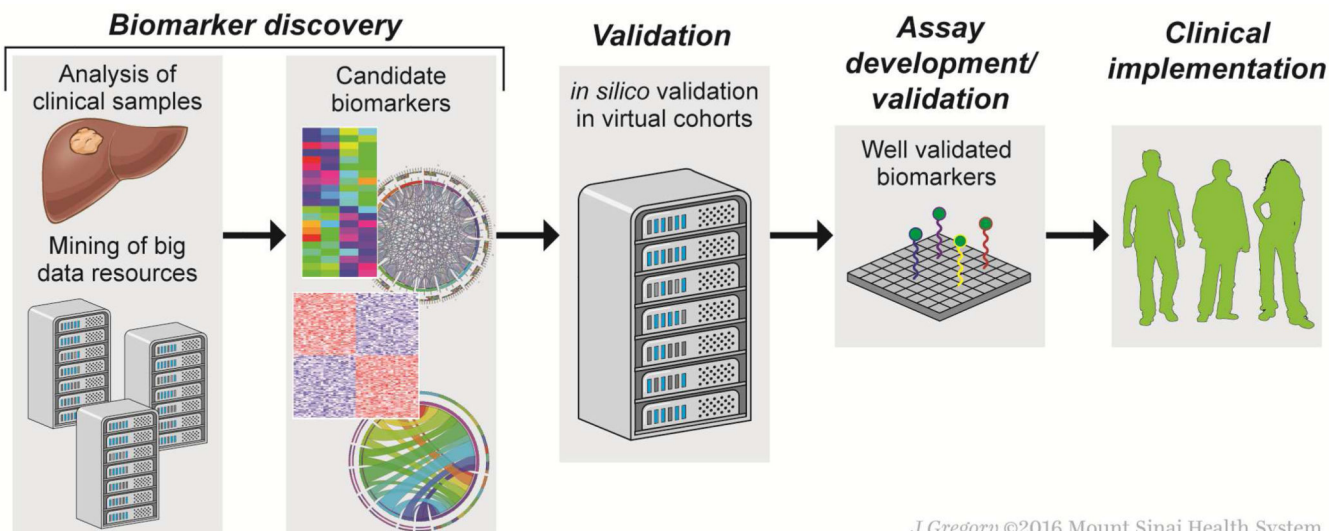 Biomarker discovery
Analysis of
clinical samples
Mining of big
data resources
Candidate
biomarkers
Validation
in silico validation
in virtual cohorts
Assay
development/
validation
Well validated
biomarkers
Clinical
implementation
J Gregory ©2016 Mount Sinai Health System